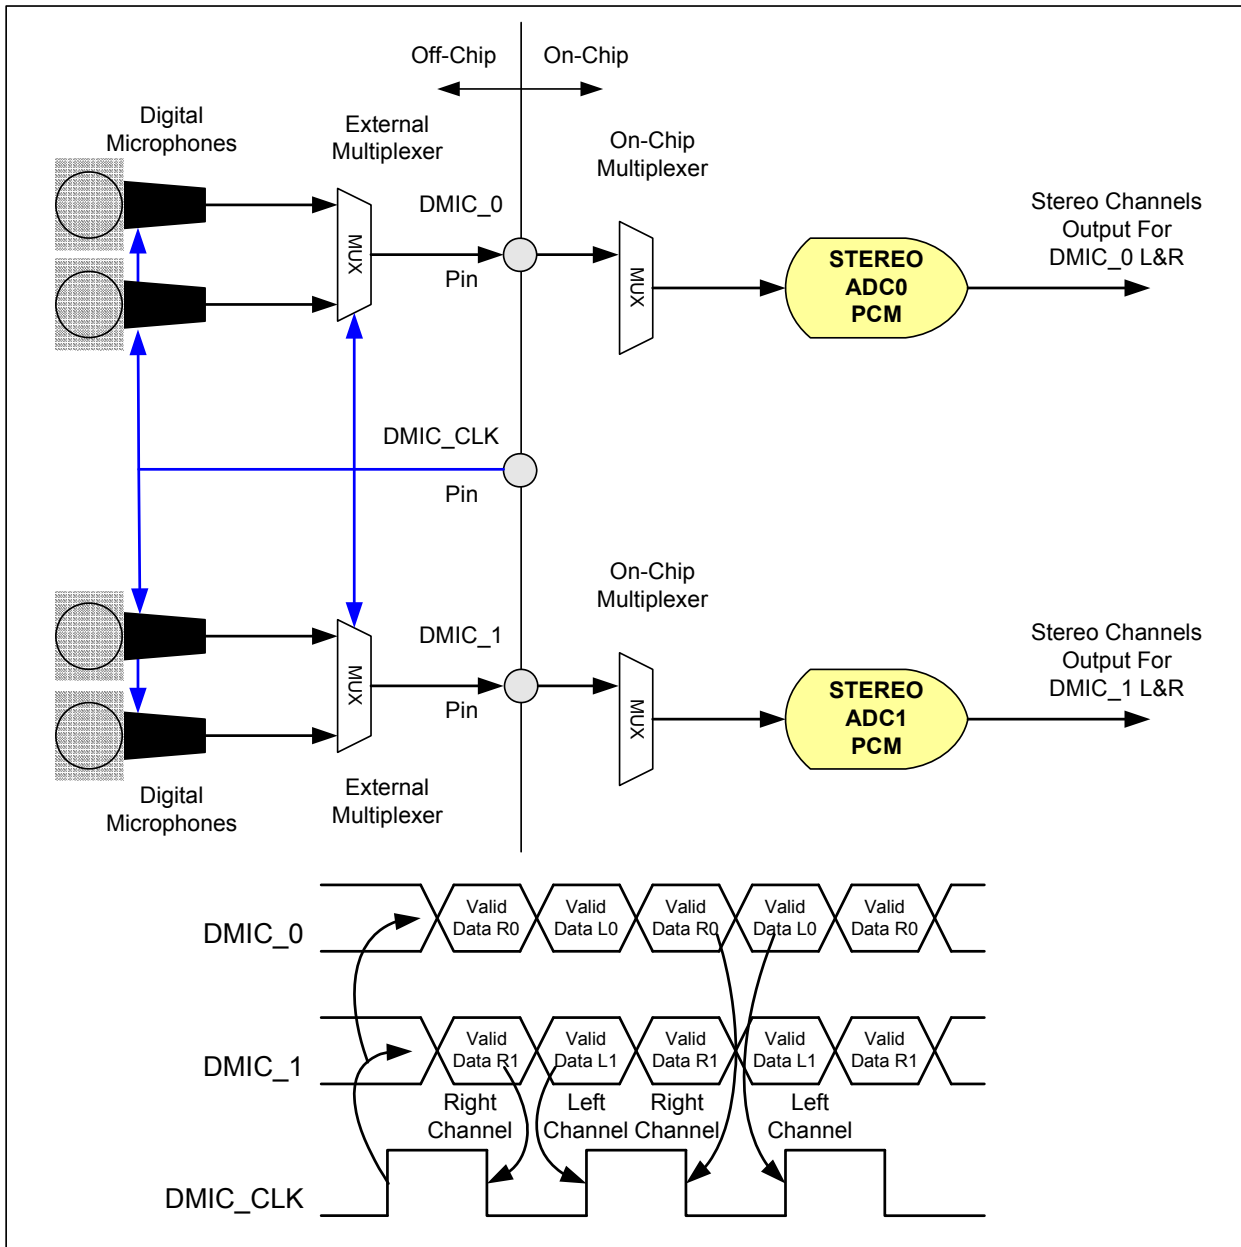 Off-Chip
On-Chip
Digital
Microphones
External
Multiplexer
On-Chip
Multiplexer
DMIC_0
Pin
MUX
MUX
STEREO
ADC0
PCM
Stereo Channels
Output For
DMIC_0 L&R
DMIC_CLK
Pin
On-Chip
Multiplexer
DMIC_1
Pin
MUX
MUX
STEREO
ADC1
PCM
Stereo Channels
Output For
DMIC_1 L&R
Digital
Microphones
External
Multiplexer
DMIC_0
Valid
Data R0
Valid
Data L0
Valid
Data R0
Valid
Data L0
Valid
Data R0
DMIC_1
Valid
Data R1
Valid
Data L1
Valid
Data R1
Valid
Data L1
Valid
Data R1
Right
Channel
Left
Channel
Right
Channel
Left
Channel
DMIC_CLK